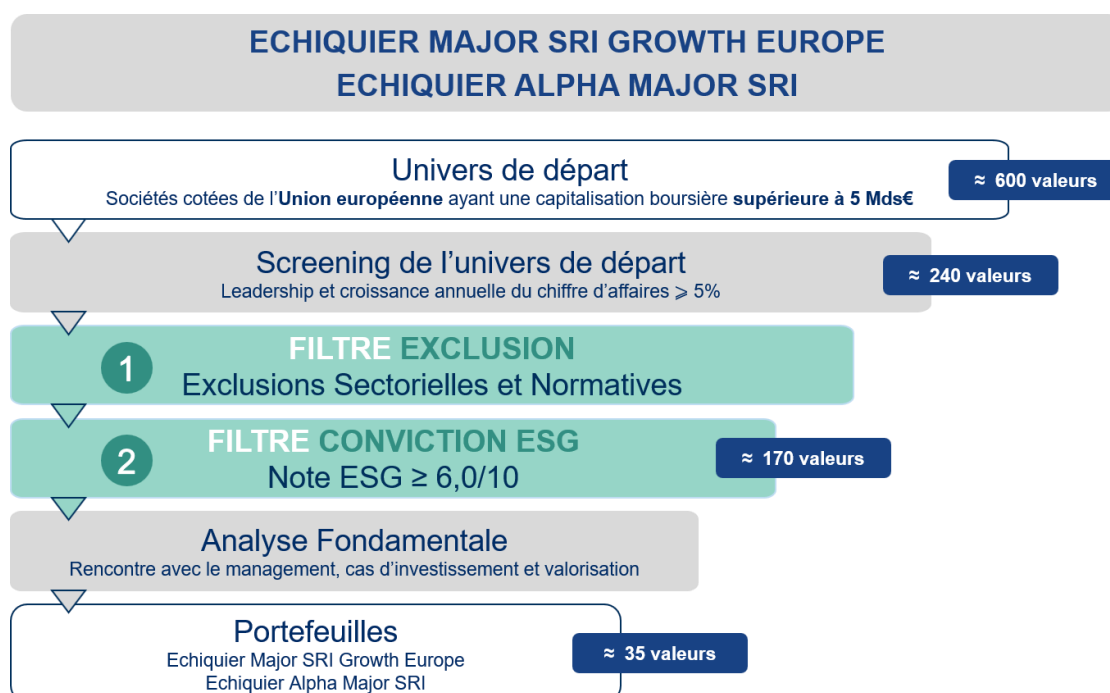 ECHIQUIER MAJOR SRI GROWTH EUROPE
ECHIQUIER ALPHA MAJOR SRI
Univers de départ
Sociétés cotées de l'Union européenne ayant une capitalisation boursière supérieure à 5 Mds€
≈ 600 valeurs
Screening de l'univers de départ
Leadership et croissance annuelle du chiffre d'affaires ⩾ 5%
≈ 240 valeurs
1
FILTRE EXCLUSION
Exclusions Sectorielles et Normatives
2
FILTRE CONVICTION ESG
Note ESG ≥ 6,0/10
≈ 170 valeurs
Analyse Fondamentale
Rencontre avec le management, cas d'investissement et valorisation
Portefeuilles
Echiquier Major SRI Growth Europe
Echiquier Alpha Major SRI
≈ 35 valeurs